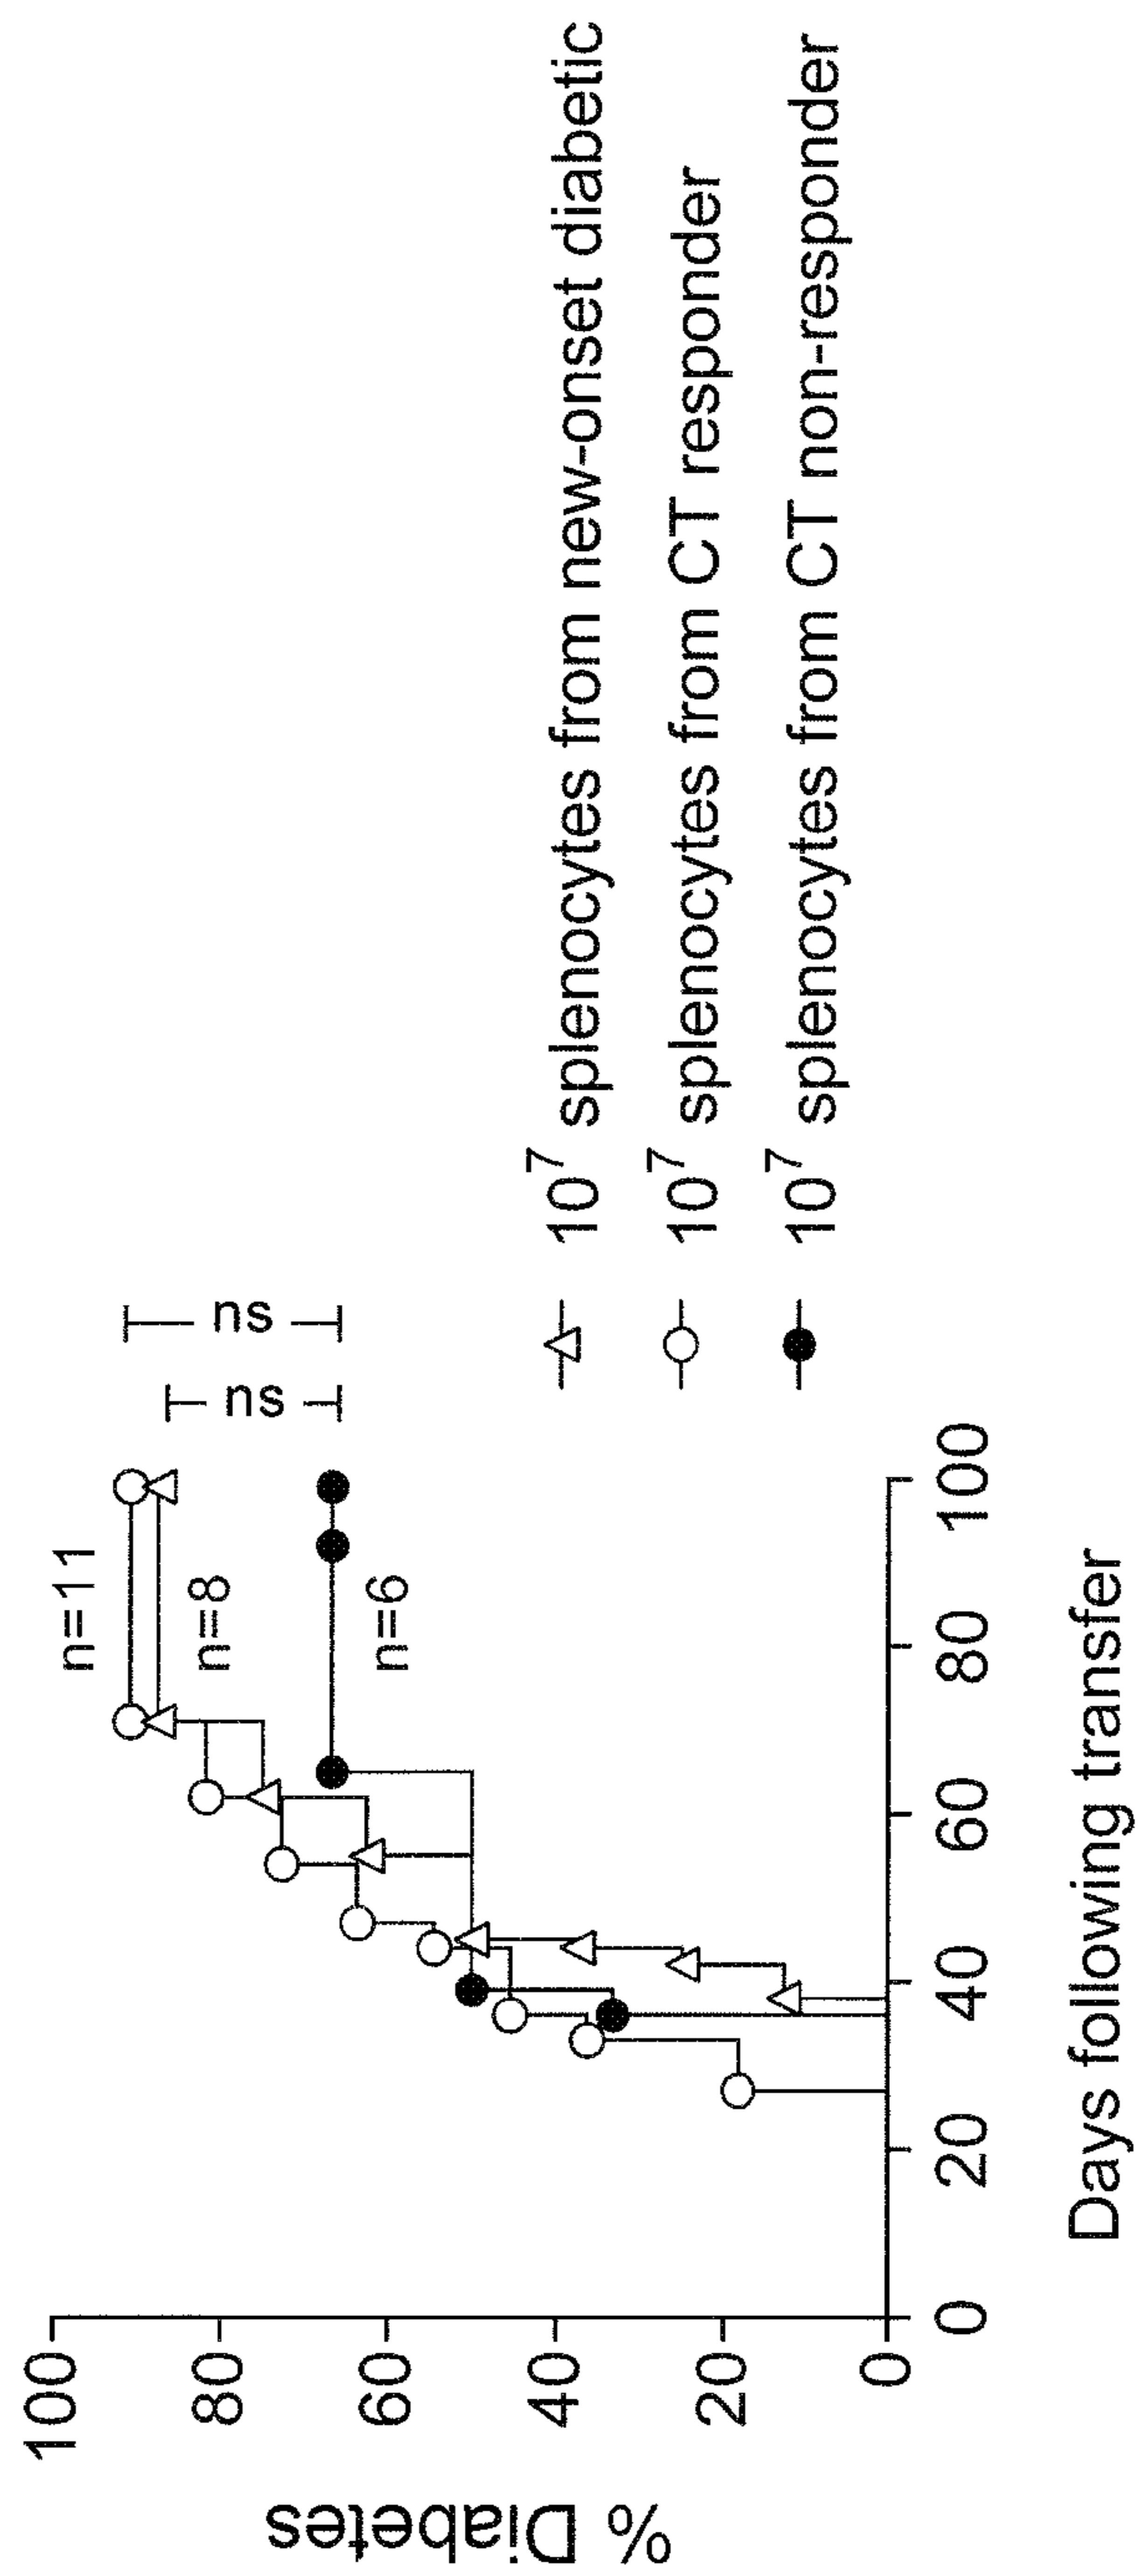 % Diabetes
100
80
60
40
20
0
0
20
40
60
80
100
Days following transfer
n=11
n=8
n=6
ns
ns
10⁷ splenocytes from new-onset diabetic
10⁷ splenocytes from CT responder
10⁷ splenocytes from CT non-responder